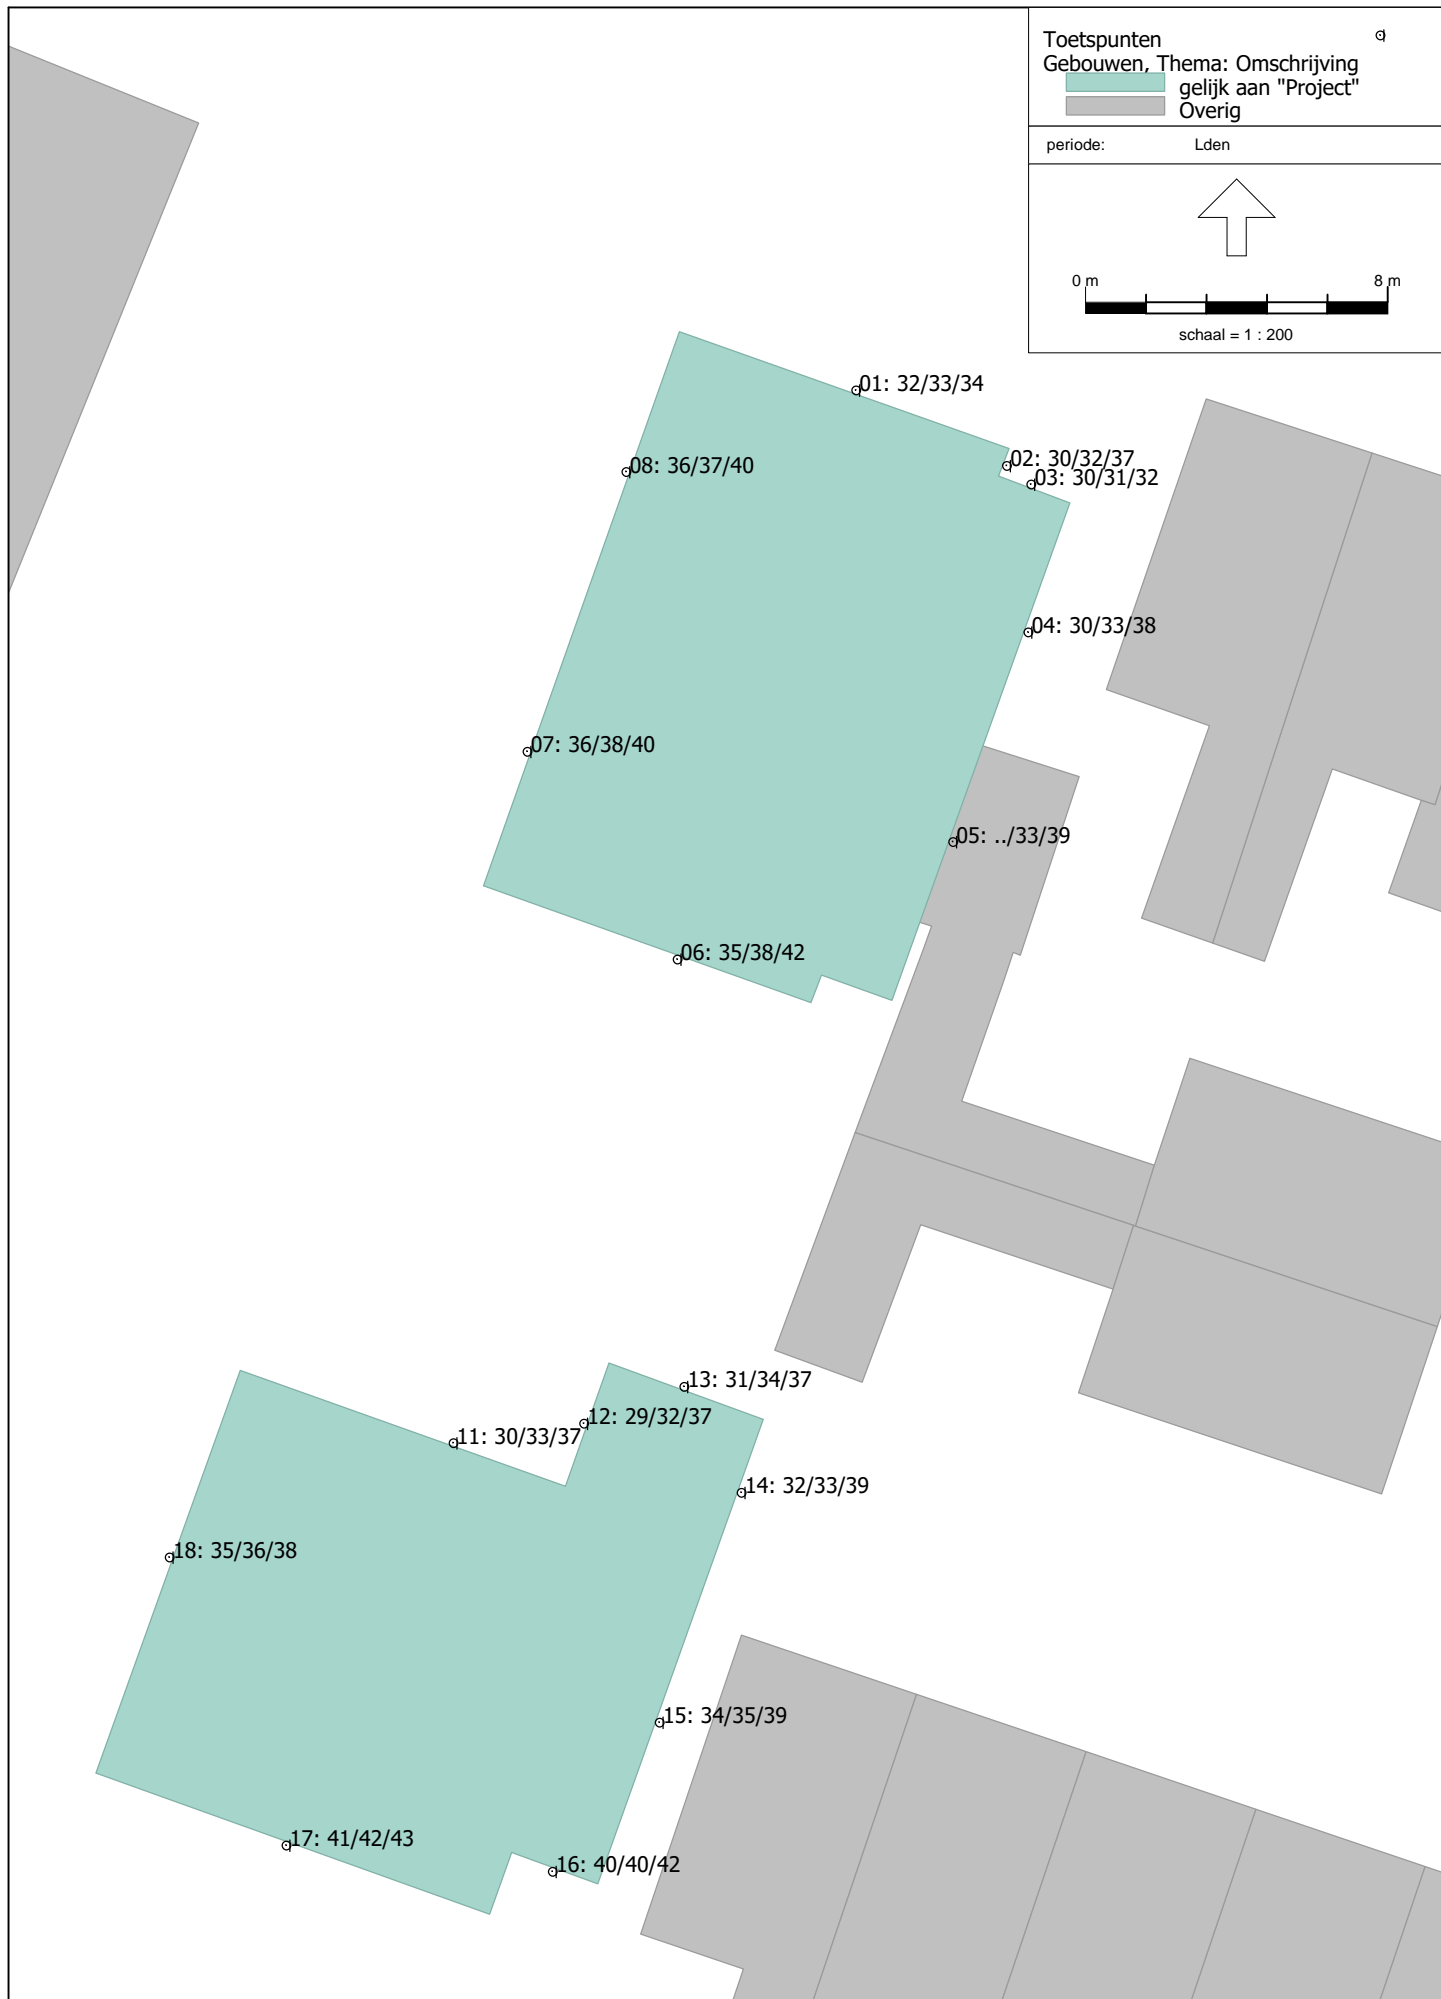 Toetspunten
Gebouwen, Thema: Omschrijving
gelijk aan "Project"
Overig
periode: Lden
0 m 8 m
schaal = 1 : 200
01: 32/33/34
02: 30/32/37
08: 36/37/40
03: 30/31/32
04: 30/33/38
07: 36/38/40
05: ../33/39
06: 35/38/42
13: 31/34/37
12: 29/32/37
11: 30/33/37
14: 32/33/39
18: 35/36/38
15: 34/35/39
17: 41/42/43
16: 40/40/42